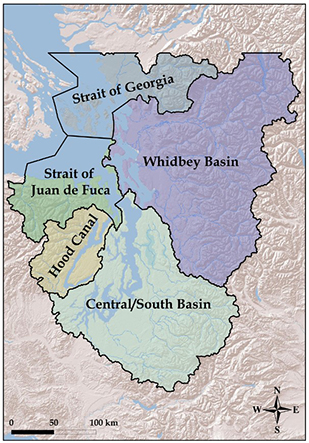 Strait of Georgia
Whidbey Basin
Strait of
Juan de Fuca
Hood Canal
Central/South Basin
N
W E
S
0 50 100 km